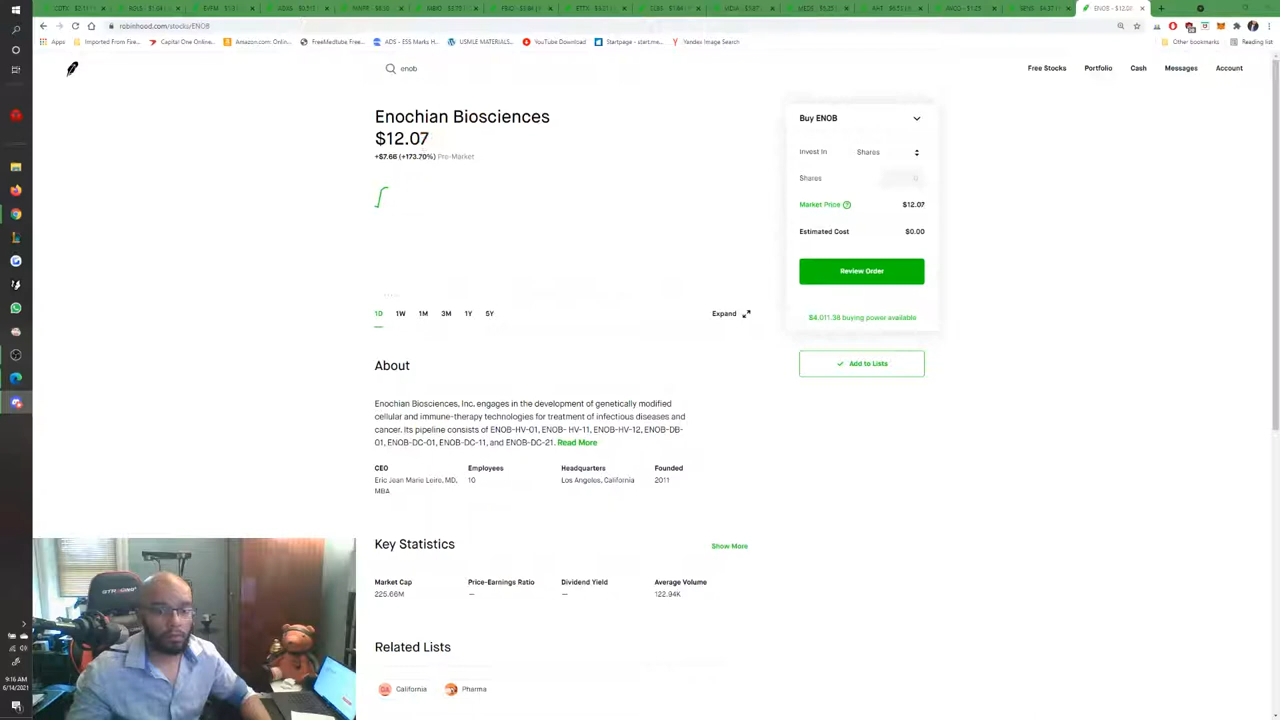 robinhood.com/stocks/ENOB
Apps
Imported From Fire...
Capital One Online...
Amazon.com: Onlin...
FreeMedtube Free...
ADS - ESS Marks H...
USMLE MATERIALS...
YouTube Download
Startpage - start.me...
Yandex Image Search
Other bookmarks
Reading list
enob
Free Stocks
Portfolio
Cash
Messages
Account
Enochian Biosciences
$12.07
+$7.66 (+173.70%) Pre-Market
1D
1W
1M
3M
1Y
5Y
Expand
Buy ENOB
Invest In
Shares
Shares
0
Market Price
$12.07
Estimated Cost
$0.00
Review Order
$4,011.38 buying power available
Add to Lists
About
Enochian Biosciences, Inc. engages in the development of genetically modified
cellular and immune-therapy technologies for treatment of infectious diseases and
cancer. Its pipeline consists of ENOB-HV-01, ENOB- HV-11, ENOB-HV-12, ENOB-DB-
01, ENOB-DC-01, ENOB-DC-11, and ENOB-DC-21. Read More
CEO
Eric Jean Marie Leire, MD,
MBA
Employees
10
Headquarters
Los Angeles, California
Founded
2011
Key Statistics
Show More
Market Cap
225.66M
Price-Earnings Ratio
—
Dividend Yield
—
Average Volume
122.94K
Related Lists
California
Pharma
9:16 AM
6/14/2021